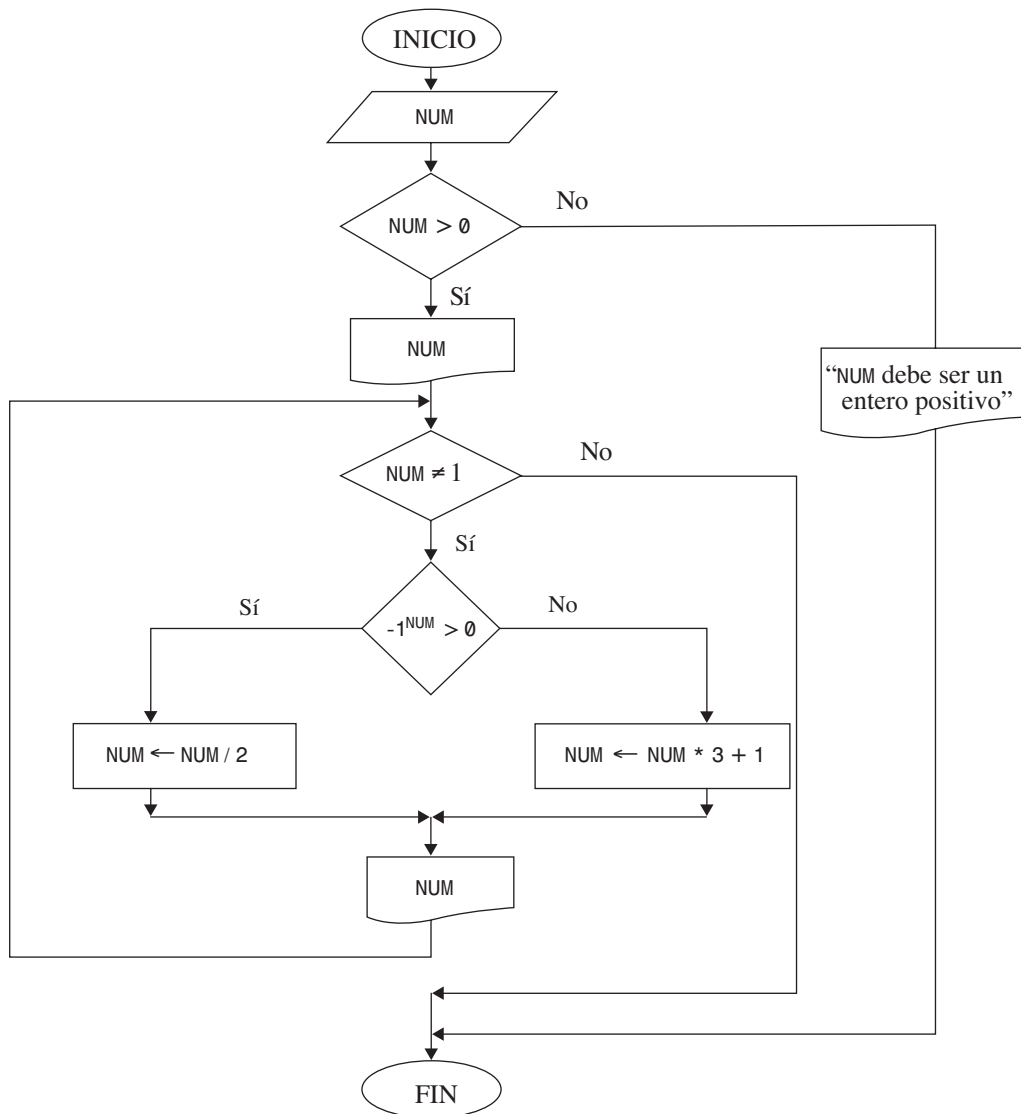 INICIO
NUM
NUM > 0
No
Sí
NUM
“NUM debe ser un
entero positivo”
NUM ≠ 1
No
Sí
Sí
-1^NUM > 0
No
NUM ← NUM / 2
NUM ← NUM * 3 + 1
NUM
FIN